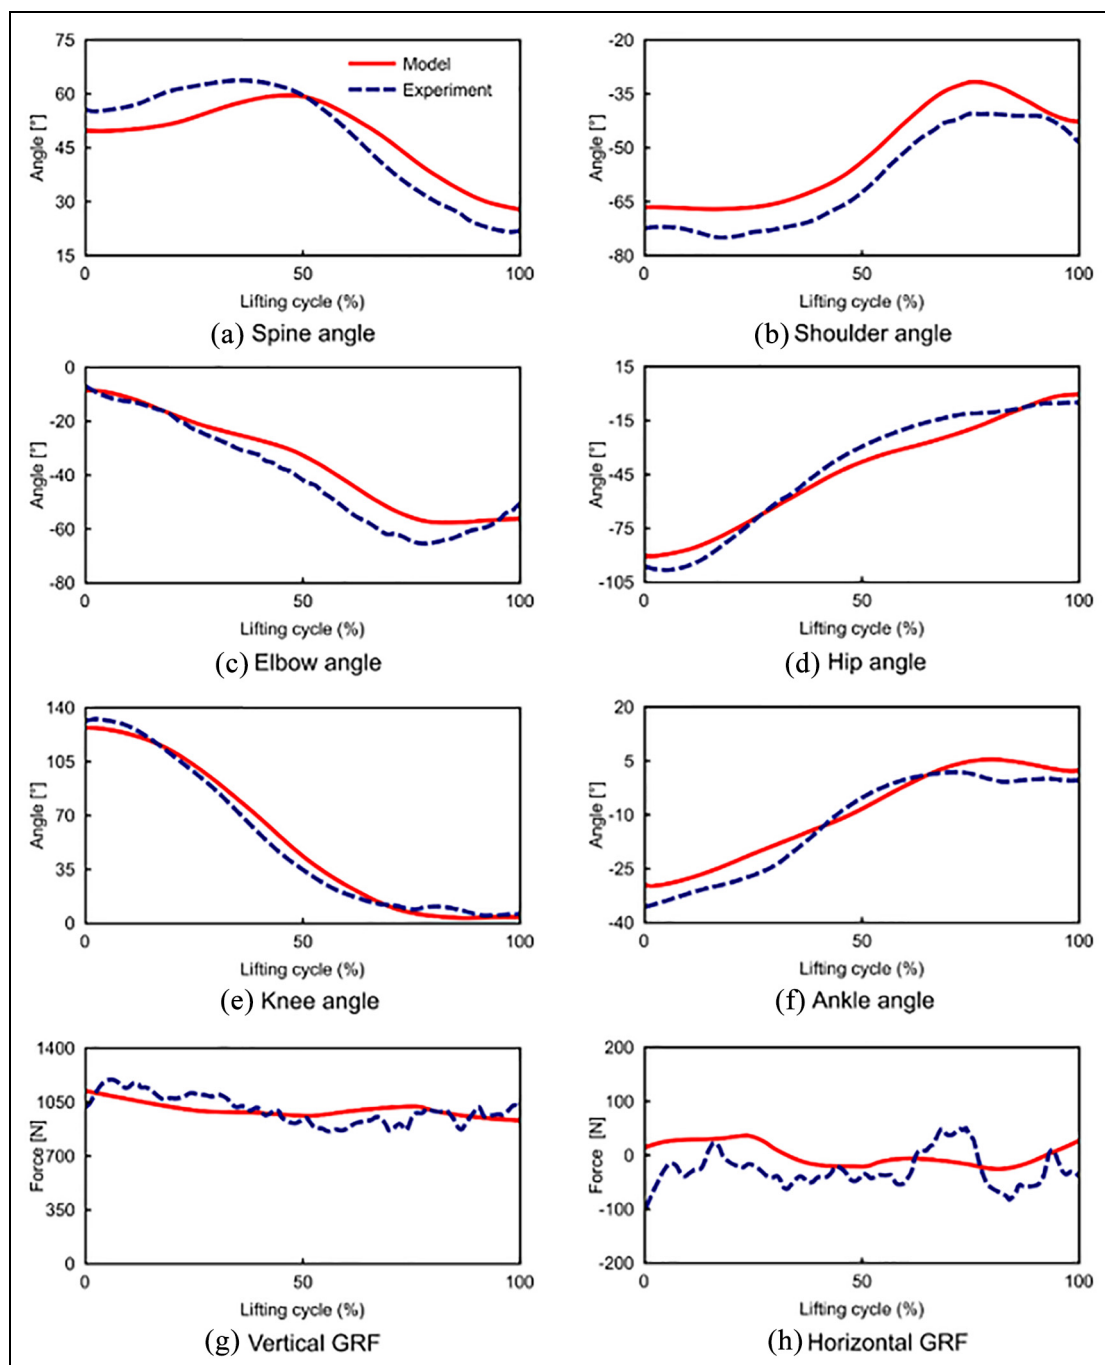 75
60
45
30
15
Angle [°]
Model
Experiment
0
50
100
Lifting cycle (%)
(a) Spine angle
-20
-35
-50
-65
-80
Angle [°]
0
50
100
Lifting cycle (%)
(b) Shoulder angle
0
-20
-40
-60
-80
Angle [°]
0
50
100
Lifting cycle (%)
(c) Elbow angle
15
-15
-45
-75
-105
Angle [°]
0
50
100
Lifting cycle (%)
(d) Hip angle
140
105
70
35
0
Angle [°]
0
50
100
Lifting cycle (%)
(e) Knee angle
20
5
-10
-25
-40
Angle [°]
0
50
100
Lifting cycle (%)
(f) Ankle angle
1400
1050
700
350
0
Force [N]
0
50
100
Lifting cycle (%)
(g) Vertical GRF
200
100
0
-100
-200
Force [N]
0
50
100
Lifting cycle (%)
(h) Horizontal GRF